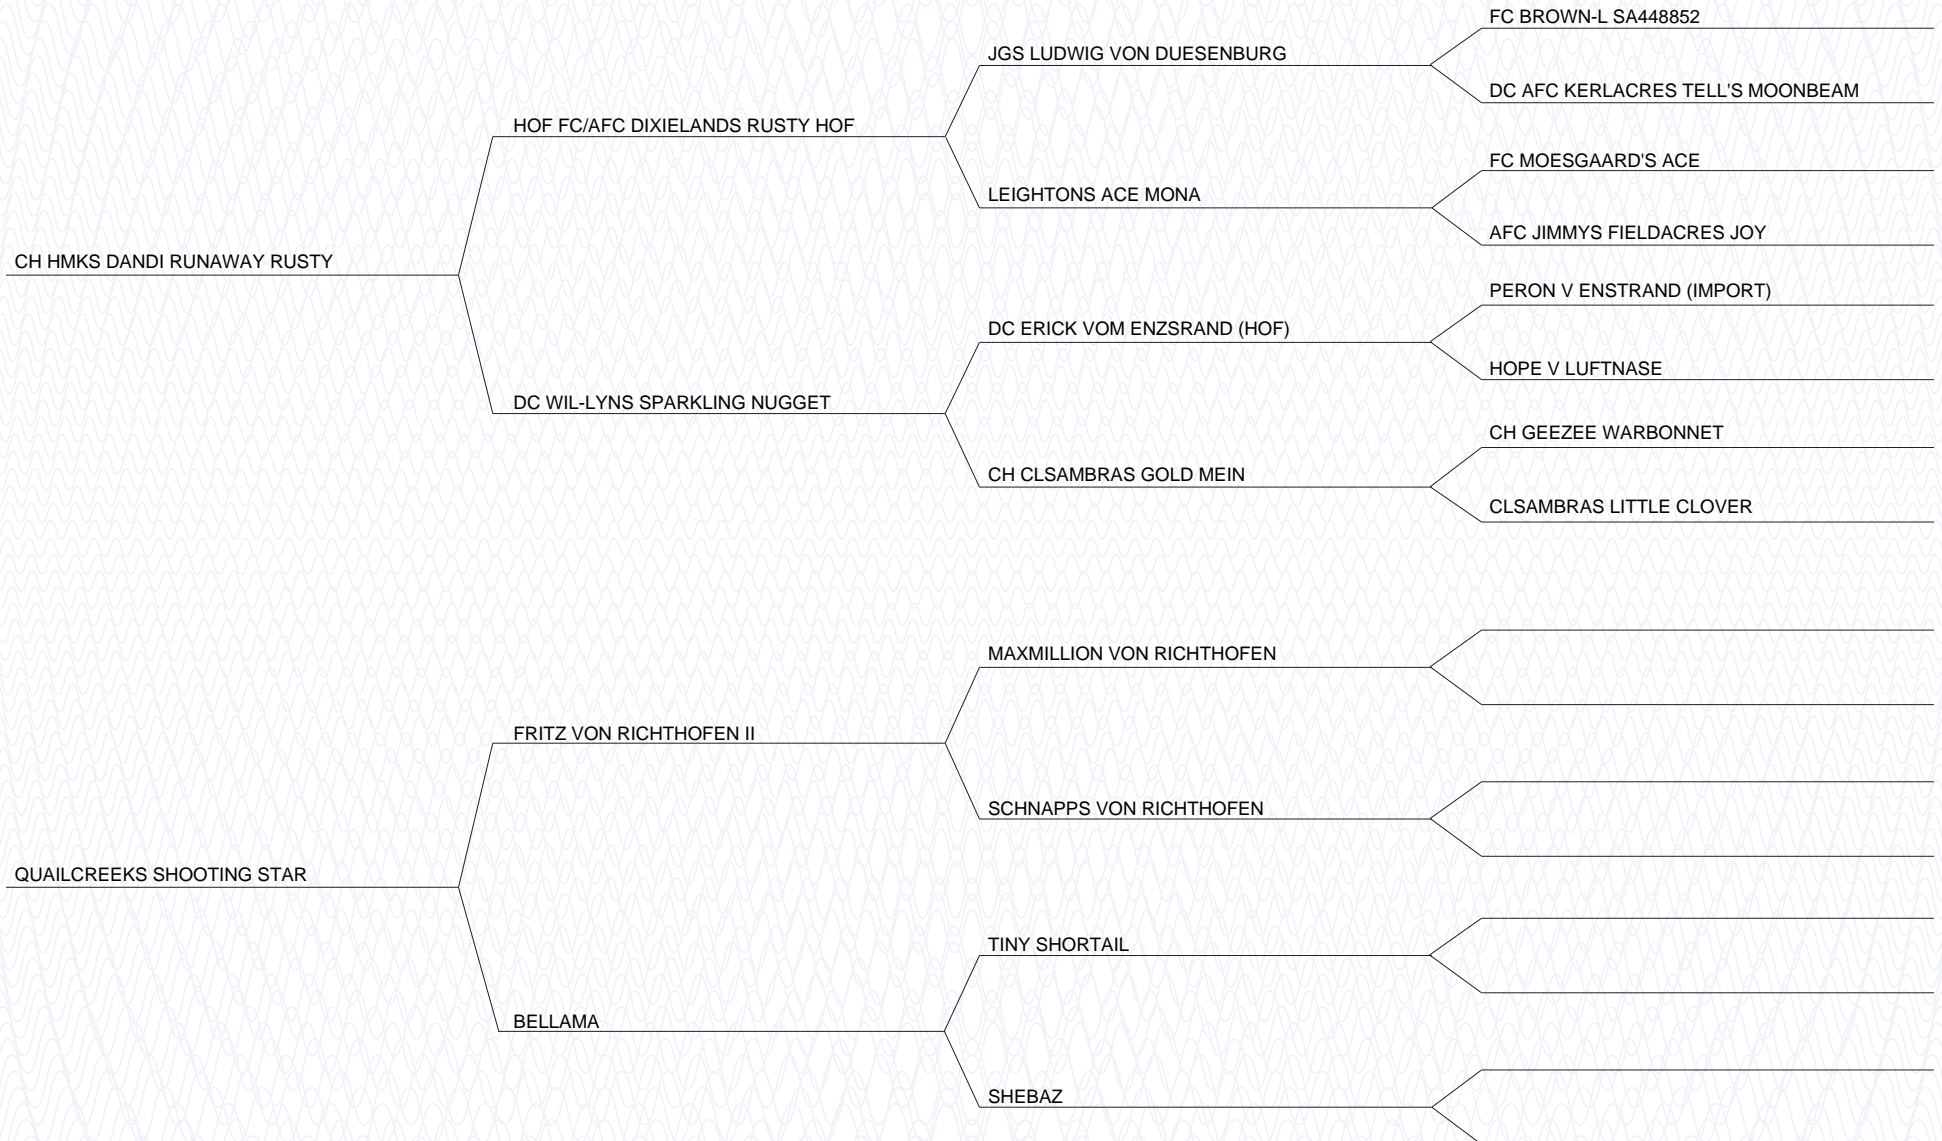 FC BROWN-L SA448852
JGS LUDWIG VON DUESENBURG
DC AFC KERLACRES TELL'S MOONBEAM
HOF FC/AFC DIXIELANDS RUSTY HOF
FC MOESGAARD'S ACE
LEIGHTONS ACE MONA
AFC JIMMYS FIELDACRES JOY
CH HMKS DANDI RUNAWAY RUSTY
PERON V ENSTRAND (IMPORT)
DC ERICK VOM ENZSRAND (HOF)
HOPE V LUFTNASE
DC WIL-LYNS SPARKLING NUGGET
CH GEEZEE WARBONNET
CH CLSAMBRAS GOLD MEIN
CLSAMBRAS LITTLE CLOVER
MAXMILLION VON RICHTHOFEN
FRITZ VON RICHTHOFEN II
SCHNAPPS VON RICHTHOFEN
QUAILCREEKS SHOOTING STAR
TINY SHORTAIL
BELLAMA
SHEBAZ